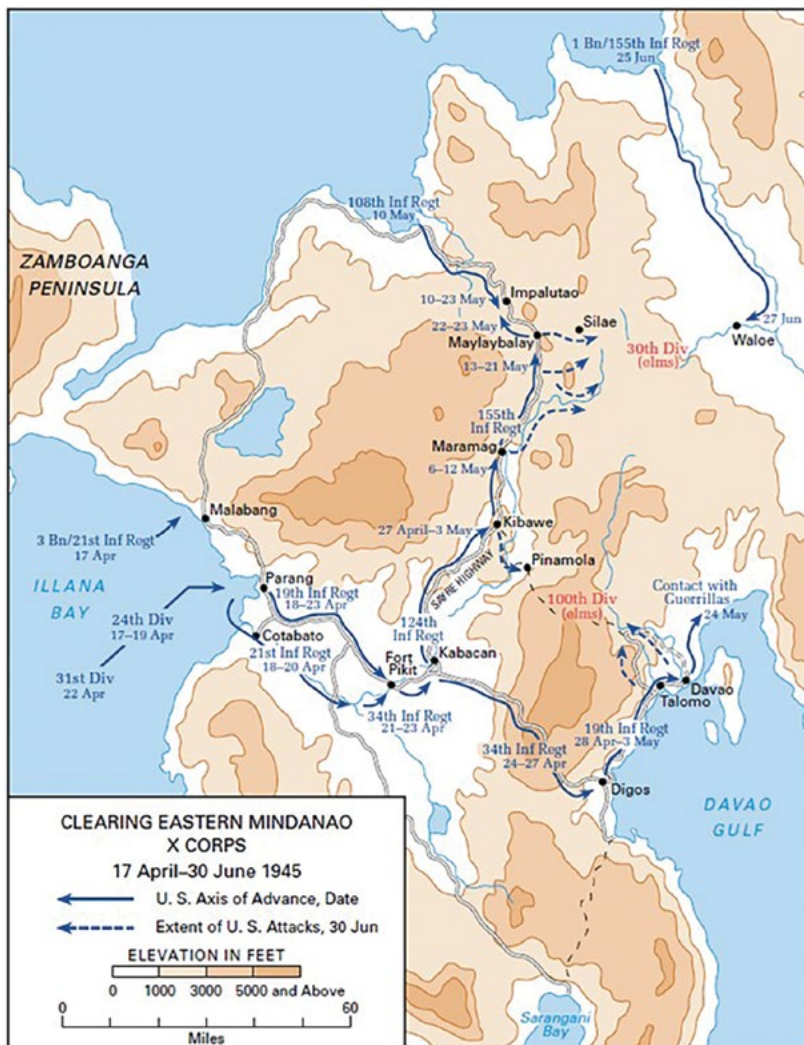 1 Bn/155th Inf Regt
25 Jun
108th Inf Regt
10 May
ZAMBOANGA
PENINSULA
Impalutao
10–23 May
Silae
22–23 May
Maylaybalay
27 Jun
Waloe
30th Div
(elms)
13–21 May
155th
Inf Regt
Maramag
6–12 May
Malabang
3 Bn/21st Inf Regt
17 Apr
27 April–3 May
Kibawe
Pinamola
SAYRE HIGHWAY
ILLANA
BAY
Parang
19th Inf Regt
18–23 Apr
24th Div
17–19 Apr
100th Div
(elms)
Contact with
Guerrillas
24 May
124th
Inf Regt
Cotabato
21st Inf Regt
18–20 Apr
31st Div
22 Apr
Fort
Pikit
Kabacan
Davao
Talomo
34th Inf Regt
21–23 Apr
19th Inf Regt
28 Apr–3 May
34th Inf Regt
24–27 Apr
Digos
DAVAO
GULF
CLEARING EASTERN MINDANAO
X CORPS
17 April–30 June 1945
U. S. Axis of Advance, Date
Extent of U. S. Attacks, 30 Jun
ELEVATION IN FEET
0 1000 3000 5000 and Above
0 60
Miles
Sarangani
Bay